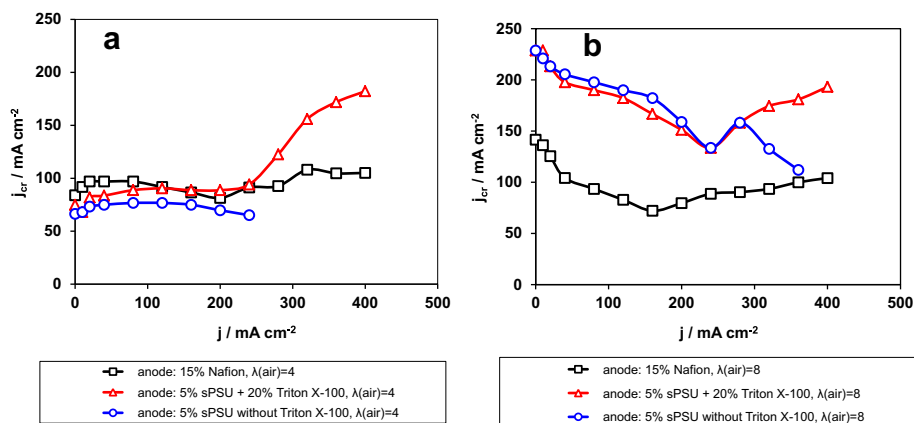 a
250
200
150
100
50
0
0 100 200 300 400 500
j_cr / mA cm⁻²
j / mA cm⁻²
anode: 15% Nafion, λ(air)=4
anode: 5% sPSU + 20% Triton X-100, λ(air)=4
anode: 5% sPSU without Triton X-100, λ(air)=4
b
250
200
150
100
50
0
0 100 200 300 400 500
j_cr / mA cm⁻²
j / mA cm⁻²
anode: 15% Nafion, λ(air)=8
anode: 5% sPSU + 20% Triton X-100, λ(air)=8
anode: 5% sPSU without Triton X-100, λ(air)=8